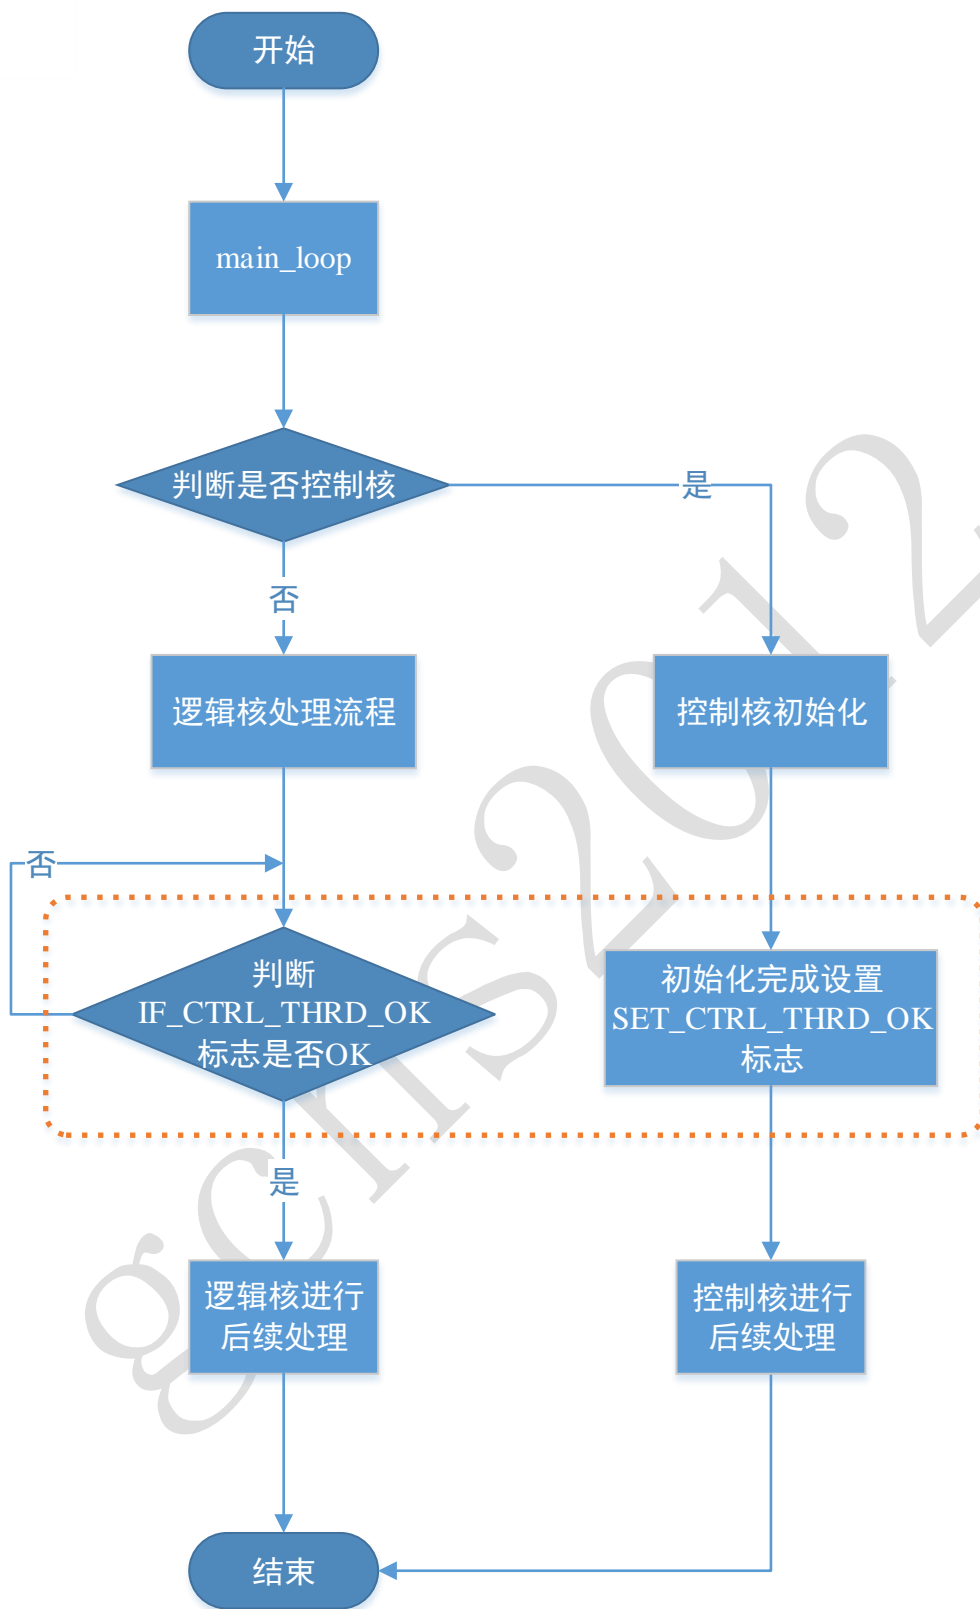 开始
main_loop
判断是否控制核
是
否
逻辑核处理流程
控制核初始化
否
判断
IF_CTRL_THRD_OK
标志是否OK
初始化完成设置
SET_CTRL_THRD_OK
标志
是
逻辑核进行
后续处理
控制核进行
后续处理
结束
gchs2012